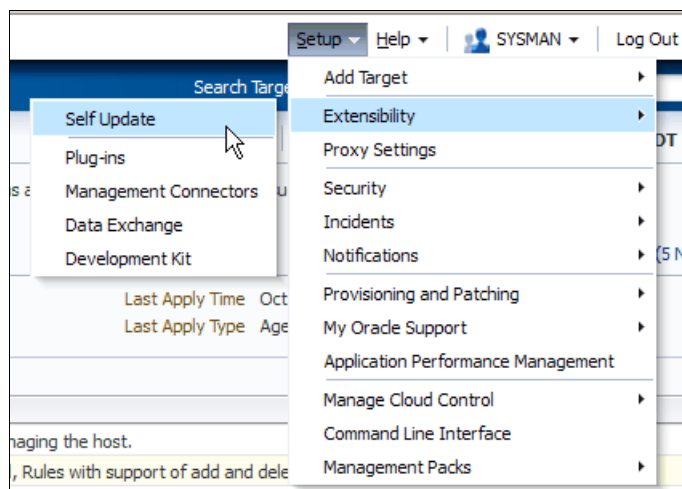 Setup Help SYSMAN Log Out
Search Targe
Add Target
Extensibility
Proxy Settings
Security
Incidents
Notifications
Provisioning and Patching
My Oracle Support
Application Performance Management
Manage Cloud Control
Command Line Interface
Management Packs
Self Update
Plug-ins
Management Connectors
Data Exchange
Development Kit
DT
s a
u
(5 N
Last Apply Time Oct
Last Apply Type Age
naging the host.
, Rules with support of add and dele